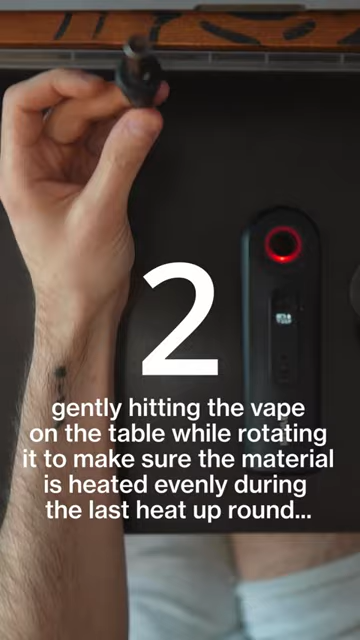 2
gently hitting the vape
on the table while rotating
it to make sure the material
is heated evenly during
the last heat up round...